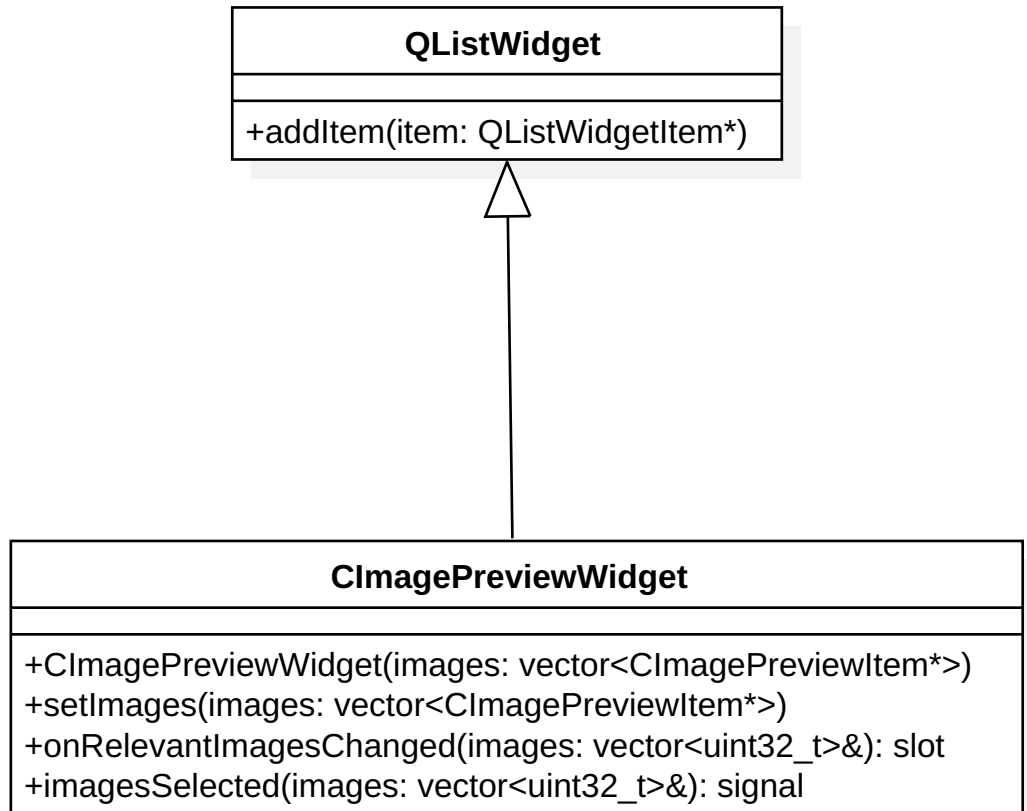 QListWidget
+addItem(item: QListWidgetItem*)
CImagePreviewWidget
+CImagePreviewWidget(images: vector<CImagePreviewItem*>)
+setImages(images: vector<CImagePreviewItem*>)
+onRelevantImagesChanged(images: vector<uint32_t>&): slot
+imagesSelected(images: vector<uint32_t>&): signal